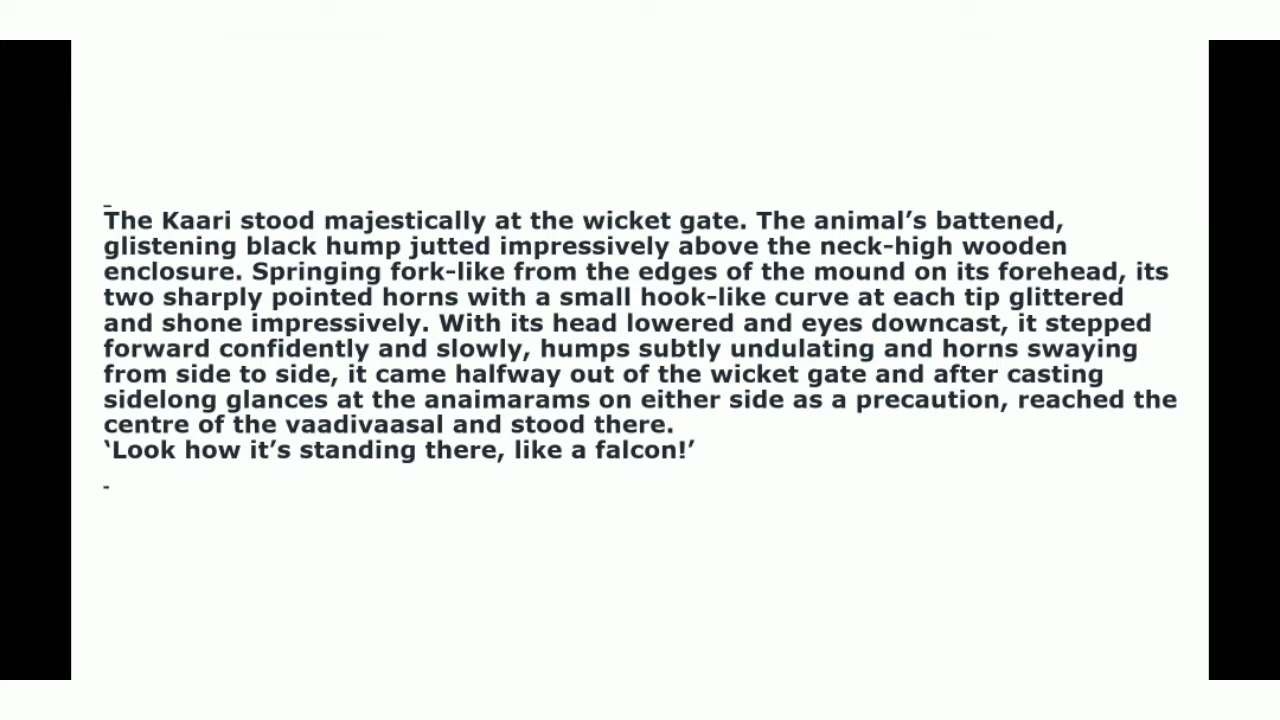 The Kaari stood majestically at the wicket gate. The animal’s battened,
glistening black hump jutted impressively above the neck-high wooden
enclosure. Springing fork-like from the edges of the mound on its forehead, its
two sharply pointed horns with a small hook-like curve at each tip glittered
and shone impressively. With its head lowered and eyes downcast, it stepped
forward confidently and slowly, humps subtly undulating and horns swaying
from side to side, it came halfway out of the wicket gate and after casting
sidelong glances at the anaimarams on either side as a precaution, reached the
centre of the vaadivaasal and stood there.
‘Look how it’s standing there, like a falcon!’
-